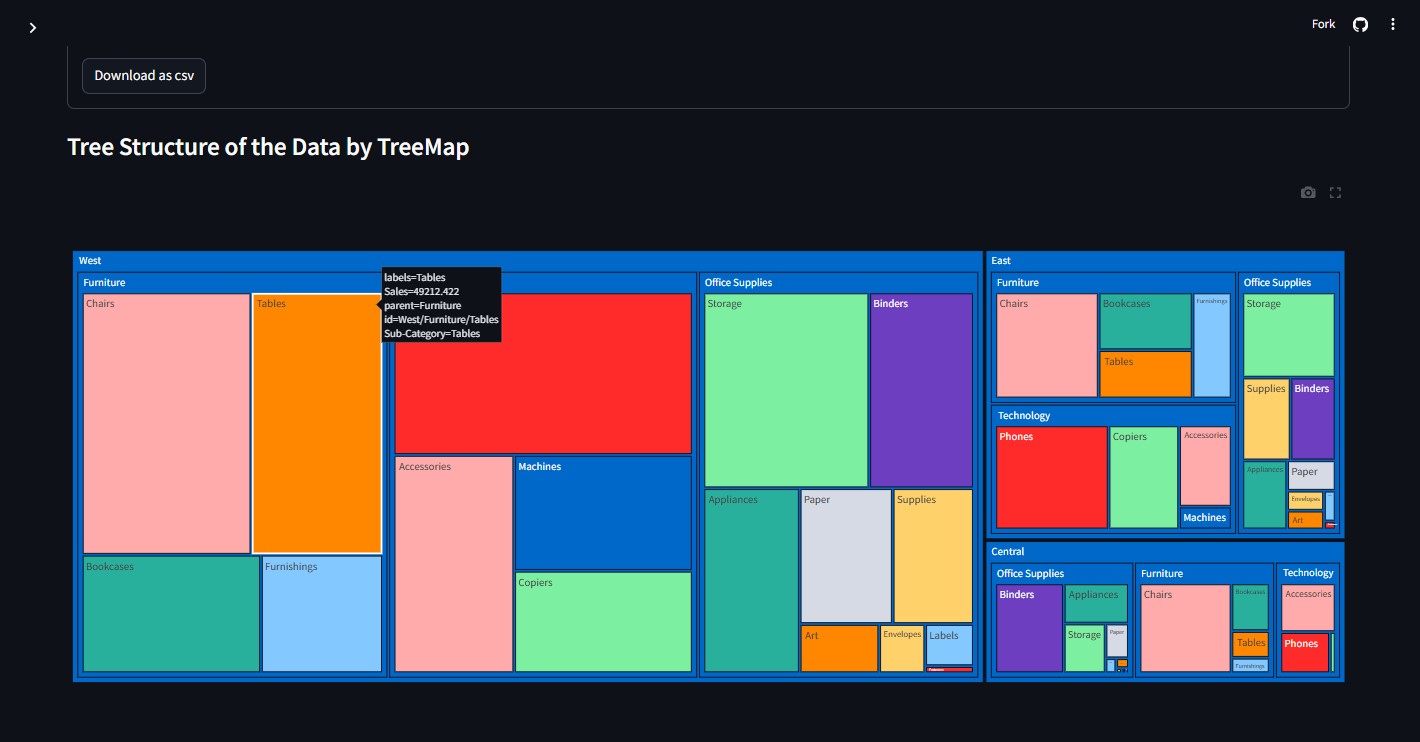 Fork
Download as csv
Tree Structure of the Data by TreeMap
West
Furniture
Chairs
Tables
labels=Tables
Sales=49212.422
parent=Furniture
id=West/Furniture/Tables
Sub-Category=Tables
Bookcases
Furnishings
Accessories
Machines
Copiers
Office Supplies
Storage
Binders
Appliances
Paper
Supplies
Art
Envelopes
Labels
East
Furniture
Chairs
Bookcases
Furnishings
Tables
Technology
Phones
Copiers
Accessories
Machines
Office Supplies
Storage
Supplies
Binders
Appliances
Paper
Envelopes
Art
Central
Office Supplies
Binders
Appliances
Storage
Paper
Furniture
Chairs
Bookcases
Tables
Furnishings
Technology
Accessories
Phones